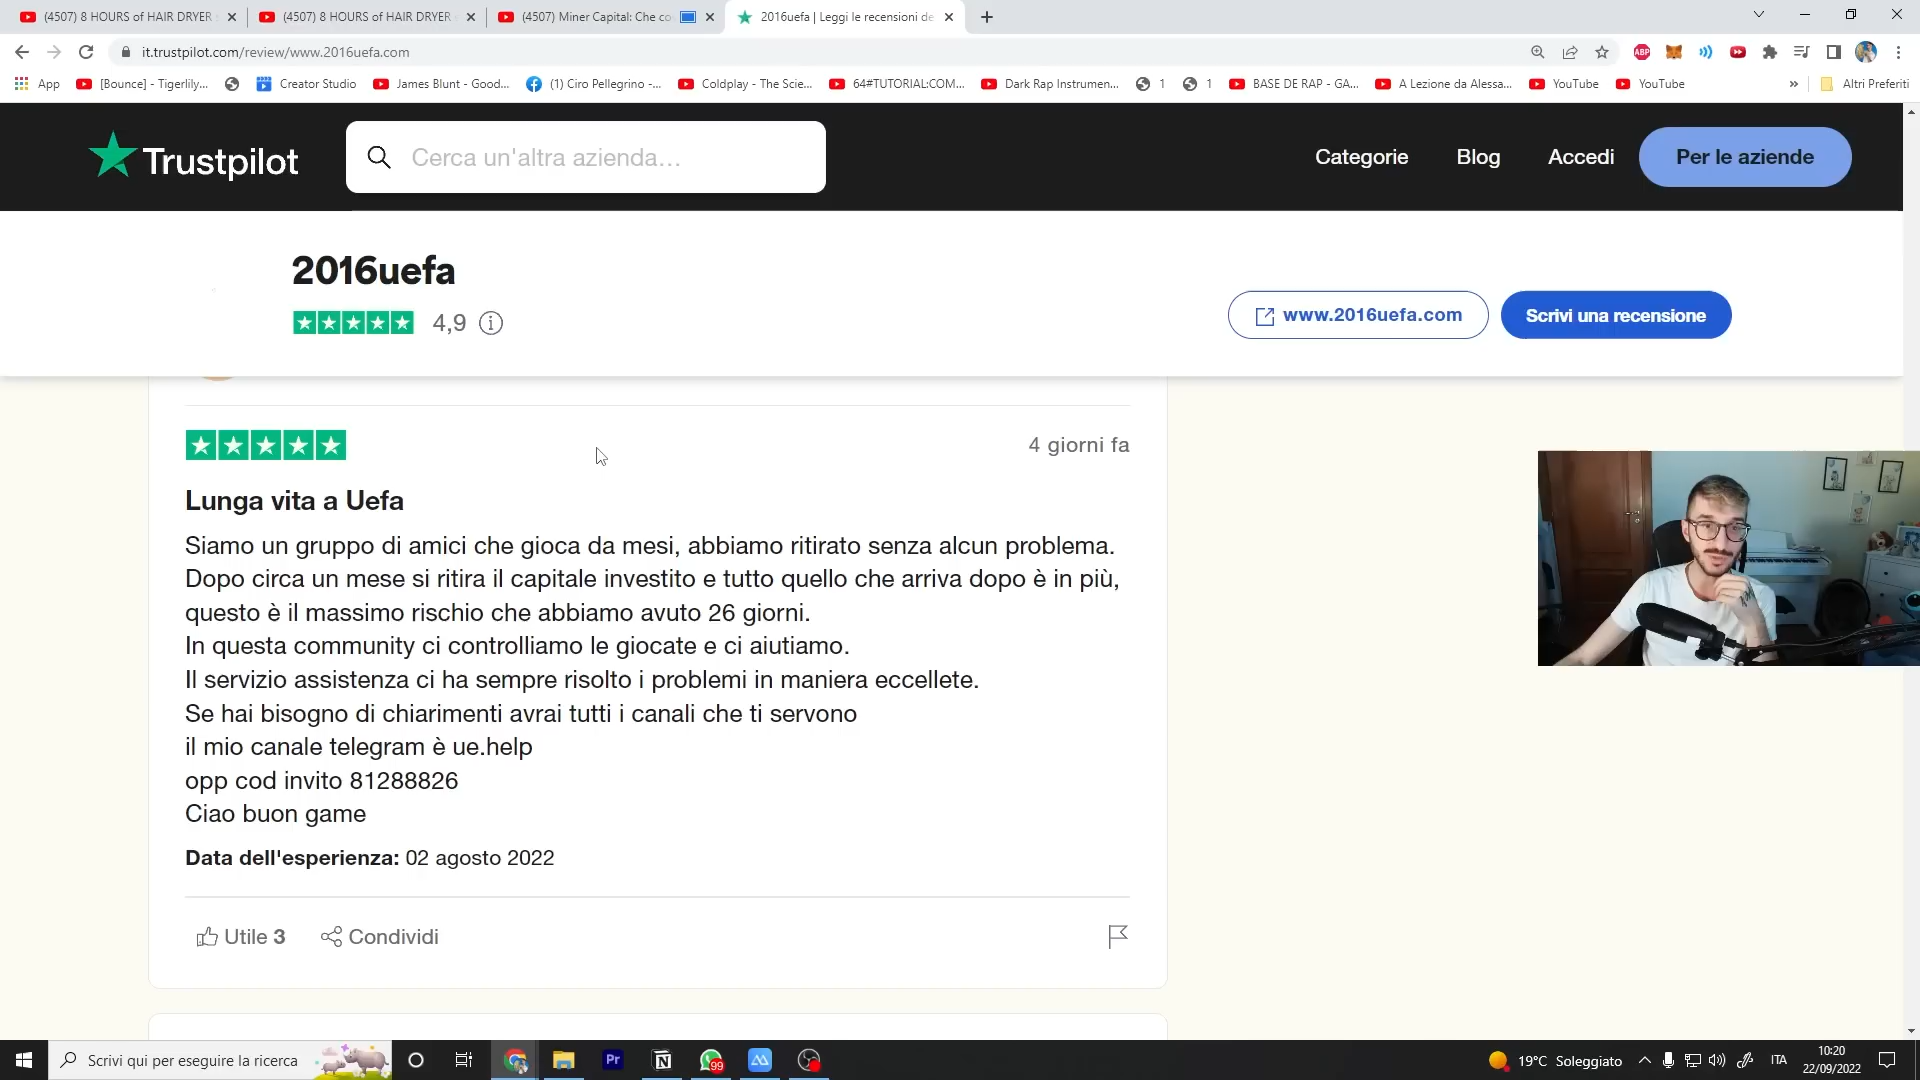 (4507) 8 HOURS of HAIR DRYER
(4507) 8 HOURS of HAIR DRYER
(4507) Miner Capital: Che co
2016uefa | Leggi le recensioni de
it.trustpilot.com/review/www.2016uefa.com
ABP
App
[Bounce] - Tigerlily...
Creator Studio
James Blunt - Good...
(1) Ciro Pellegrino -...
Coldplay - The Scie...
64#TUTORIAL:COM...
Dark Rap Instrumen...
1
1
BASE DE RAP - GA...
A Lezione da Alessa...
YouTube
YouTube
»
Altri Preferiti
Trustpilot
Cerca un'altra azienda...
Categorie
Blog
Accedi
Per le aziende
2016uefa
4,9
www.2016uefa.com
Scrivi una recensione
4 giorni fa
Lunga vita a Uefa
Siamo un gruppo di amici che gioca da mesi, abbiamo ritirato senza alcun problema.
Dopo circa un mese si ritira il capitale investito e tutto quello che arriva dopo è in più,
questo è il massimo rischio che abbiamo avuto 26 giorni.
In questa community ci controlliamo le giocate e ci aiutiamo.
Il servizio assistenza ci ha sempre risolto i problemi in maniera eccellete.
Se hai bisogno di chiarimenti avrai tutti i canali che ti servono
il mio canale telegram è ue.help
opp cod invito 81288826
Ciao buon game
Data dell'esperienza: 02 agosto 2022
Utile 3
Condividi
Scrivi qui per eseguire la ricerca
Pr
N
99
19°C Soleggiato
ITA
10:20
22/09/2022